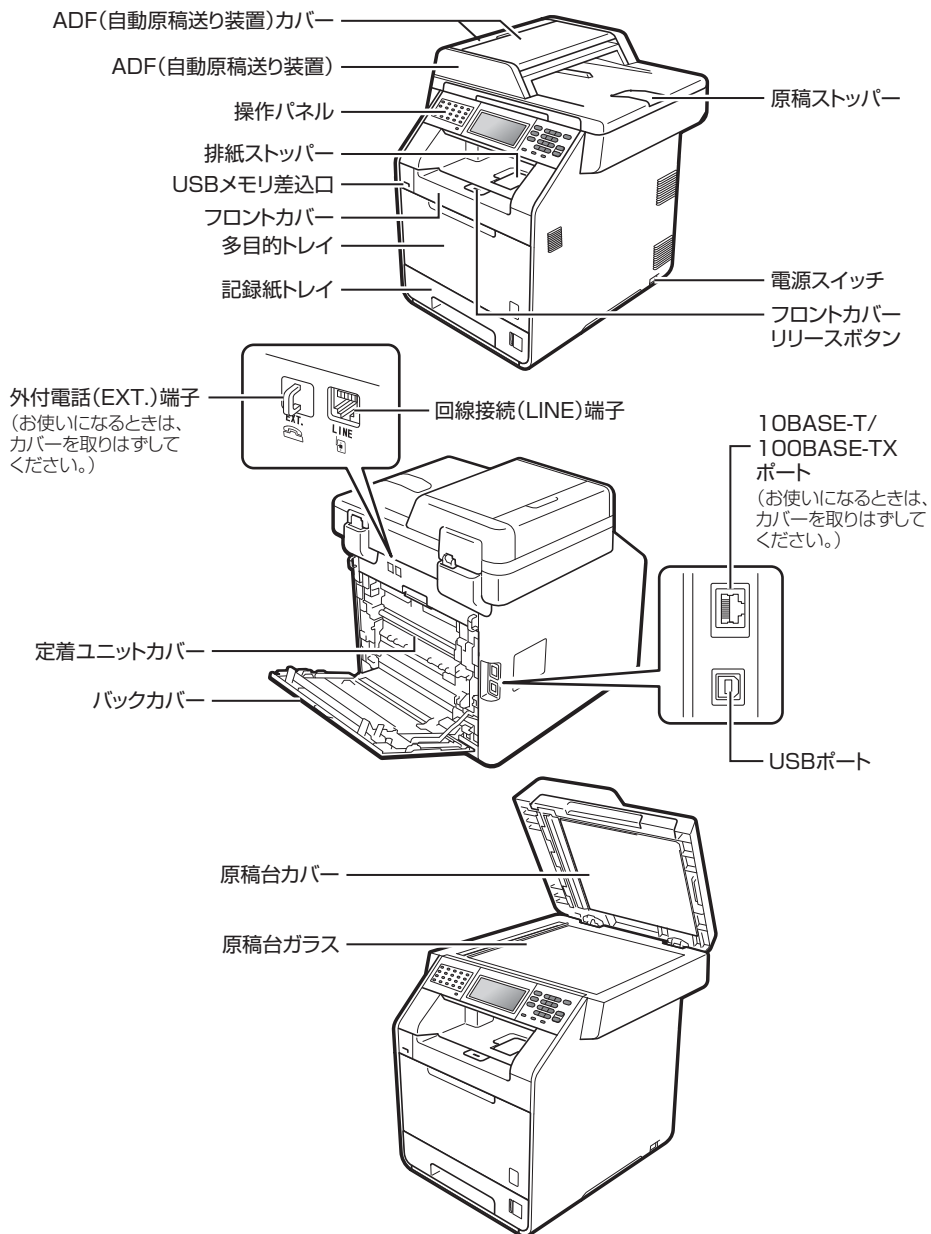 ADF(自動原稿送り装置)カバー
ADF(自動原稿送り装置)
操作パネル
排紙ストッパー
USBメモリ差込口
フロントカバー
多目的トレイ
記録紙トレイ
原稿ストッパー
電源スイッチ
フロントカバー
リリースボタン
外付電話(EXT.)端子
(お使いになるときは、
カバーを取りはずして
ください。)
EXT.
LINE
回線接続(LINE)端子
10BASE-T/
100BASE-TX
ポート
(お使いになるときは、
カバーを取りはずして
ください。)
定着ユニットカバー
バックカバー
USBポート
原稿台カバー
原稿台ガラス